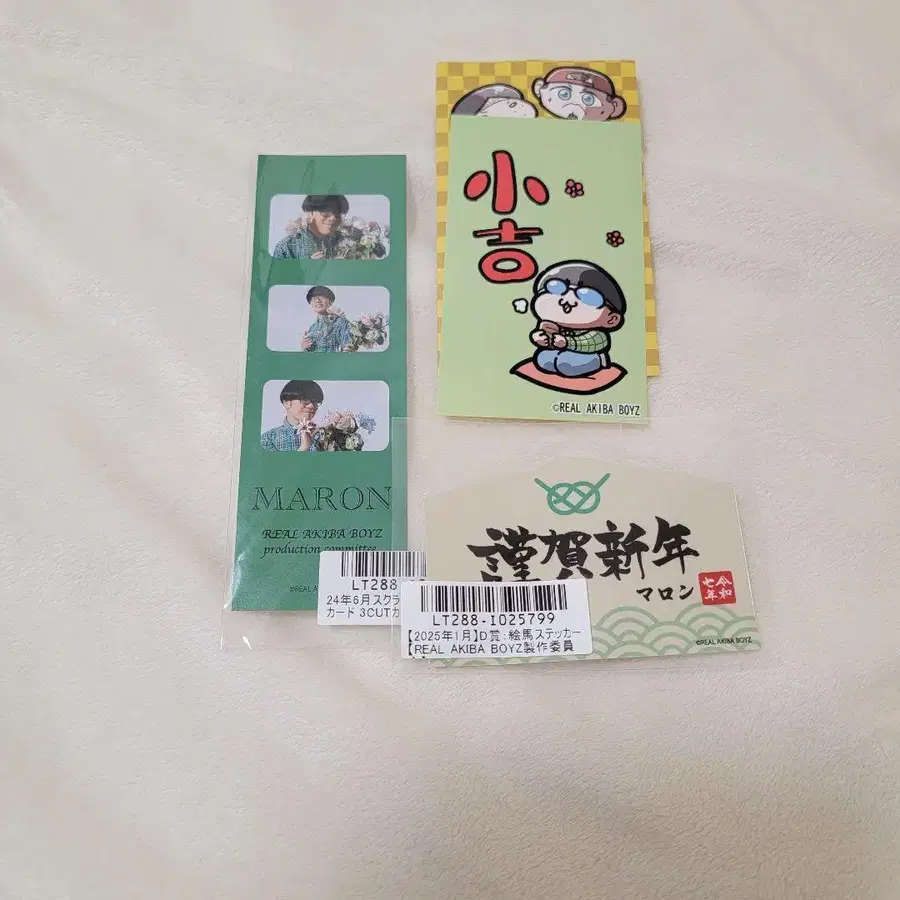 小吉
©REAL AKIBA BOYZ
MARON
REAL AKIBA BOYZ
production committee
©REAL A
LT288
24年6月スクラ
カード 3CUTカ
謹賀新年
マロン
令和七年
©REAL AKIBA BOYZ
LT288-I025799
【2025年1月】D賞:絵馬ステッカー
【REAL AKIBA BOYZ製作委員